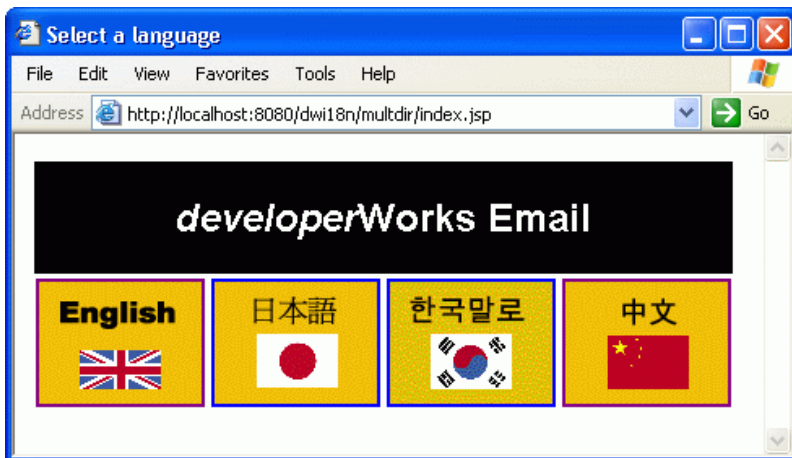 Select a language
File Edit View Favorites Tools Help
Address http://localhost:8080/dwi18n/multdir/index.jsp Go
developerWorks Email
English 日本語 한국말로 中文